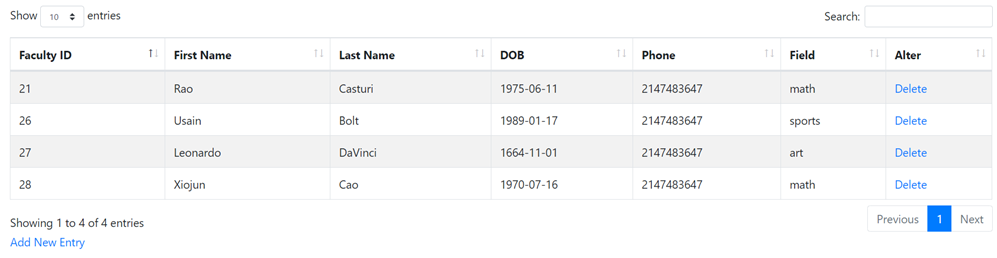 Show 10 entries Search:
Faculty ID First Name Last Name DOB Phone Field Alter
21 Rao Casturi 1975-06-11 2147483647 math Delete
26 Usain Bolt 1989-01-17 2147483647 sports Delete
27 Leonardo DaVinci 1664-11-01 2147483647 art Delete
28 Xiojun Cao 1970-07-16 2147483647 math Delete
Showing 1 to 4 of 4 entries Previous 1 Next
Add New Entry